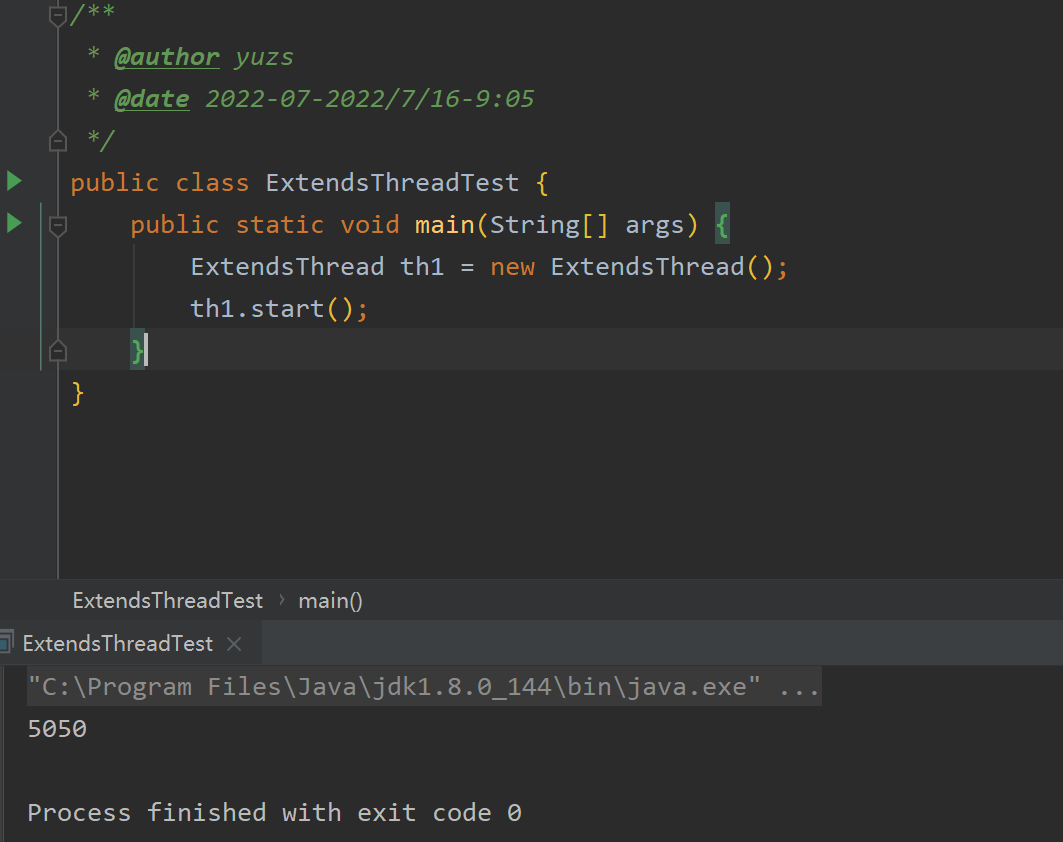 /**
 * @author yuzs
 * @date 2022-07-2022/7/16-9:05
 */
public class ExtendsThreadTest {
    public static void main(String[] args) {
        ExtendsThread th1 = new ExtendsThread();
        th1.start();
    }
}
ExtendsThreadTest › main()
ExtendsThreadTest ×
"C:\Program Files\Java\jdk1.8.0_144\bin\java.exe" ...
5050
Process finished with exit code 0